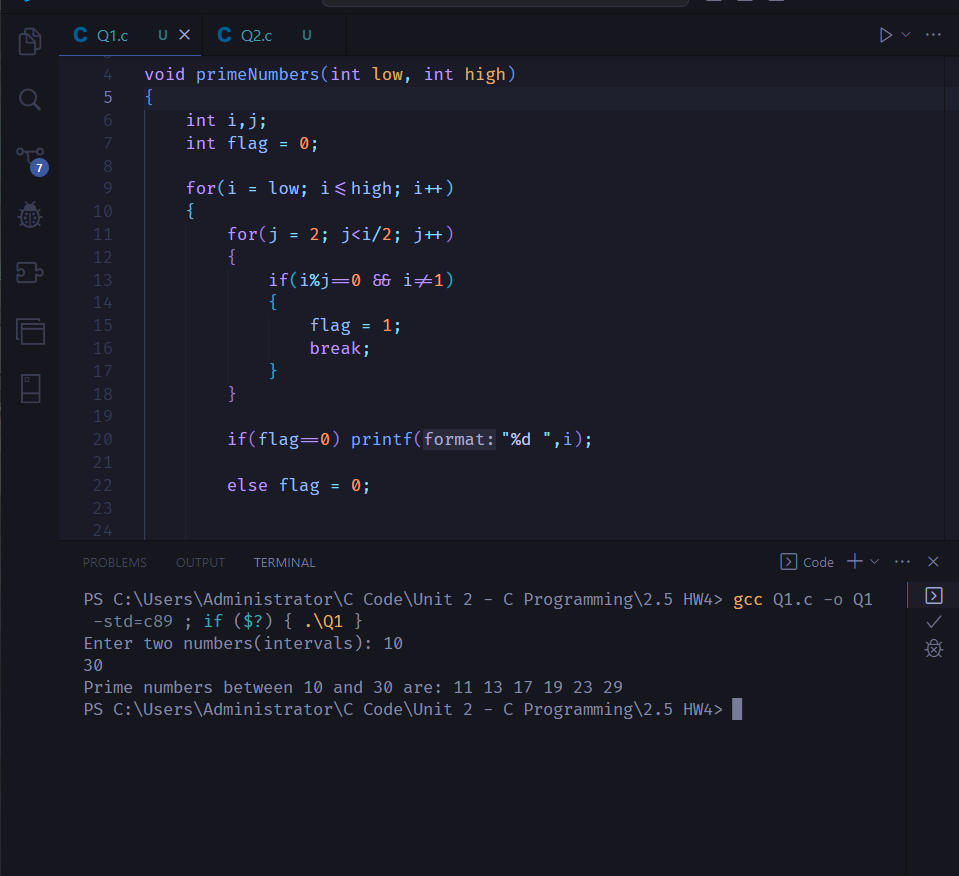 C Q1.c U × C Q2.c U ...
4 void primeNumbers(int low, int high)
5 {
6 int i,j;
7 int flag = 0;
8
9 for(i = low; i<=high; i++)
10 {
11 for(j = 2; j<i/2; j++)
12 {
13 if(i%j==0 && i!=1)
14 {
15 flag = 1;
16 break;
17 }
18 }
19
20 if(flag==0) printf(format: "%d ",i);
21
22 else flag = 0;
23
24
7
PROBLEMS OUTPUT TERMINAL Code + ... ×
PS C:\Users\Administrator\C Code\Unit 2 - C Programming\2.5 HW4> gcc Q1.c -o Q1
-std=c89 ; if ($?) { .\Q1 }
Enter two numbers(intervals): 10
30
Prime numbers between 10 and 30 are: 11 13 17 19 23 29
PS C:\Users\Administrator\C Code\Unit 2 - C Programming\2.5 HW4>